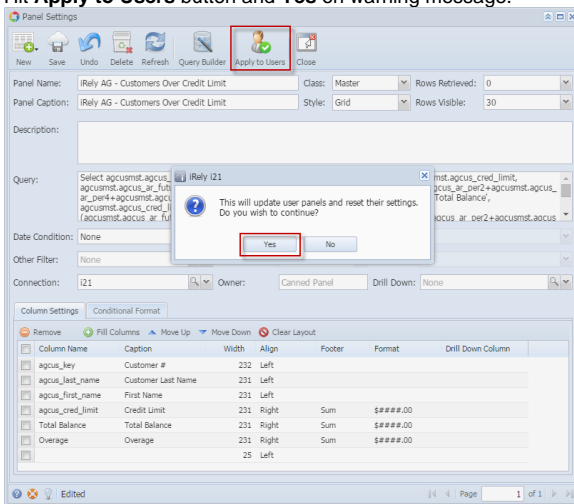 Hit Apply to Users button and Yes on warning message.
Panel Settings
New Save Undo Delete Refresh Query Builder Apply to Users Close
Panel Name: iRely AG - Customers Over Credit Limit Class: Master Rows Retrieved: 0
Panel Caption: iRely AG - Customers Over Credit Limit Style: Grid Rows Visible: 30
Description:
Query:
Select agcusmst.agcus_ mst.agcus_cred_limit,
agcusmst.agcus_ar_futu gcus_ar_per2+agcusmst.agcus_
ar_per4+agcusmst.agcu Total Balance',
agcusmst.agcus_cred_li
(agcusmst.agcus_ar_fut agcus_ar_per2+agcusmst.agcus
iRely i21
This will update user panels and reset their settings.
Do you wish to continue?
Yes No
Date Condition: None
Other Filter: None
Connection: i21 Owner: Canned Panel Drill Down: None
Column Settings Conditional Format
Remove Fill Columns Move Up Move Down Clear Layout
Column Name Caption Width Align Footer Format Drill Down Column
agcus_key Customer # 232 Left
agcus_last_name Customer Last Name 231 Left
agcus_first_name First Name 231 Left
agcus_cred_limit Credit Limit 231 Right Sum $####.00
Total Balance Total Balance 231 Right Sum $####.00
Overage Overage 231 Right Sum $####.00
25 Left
Edited Page 1 of 1